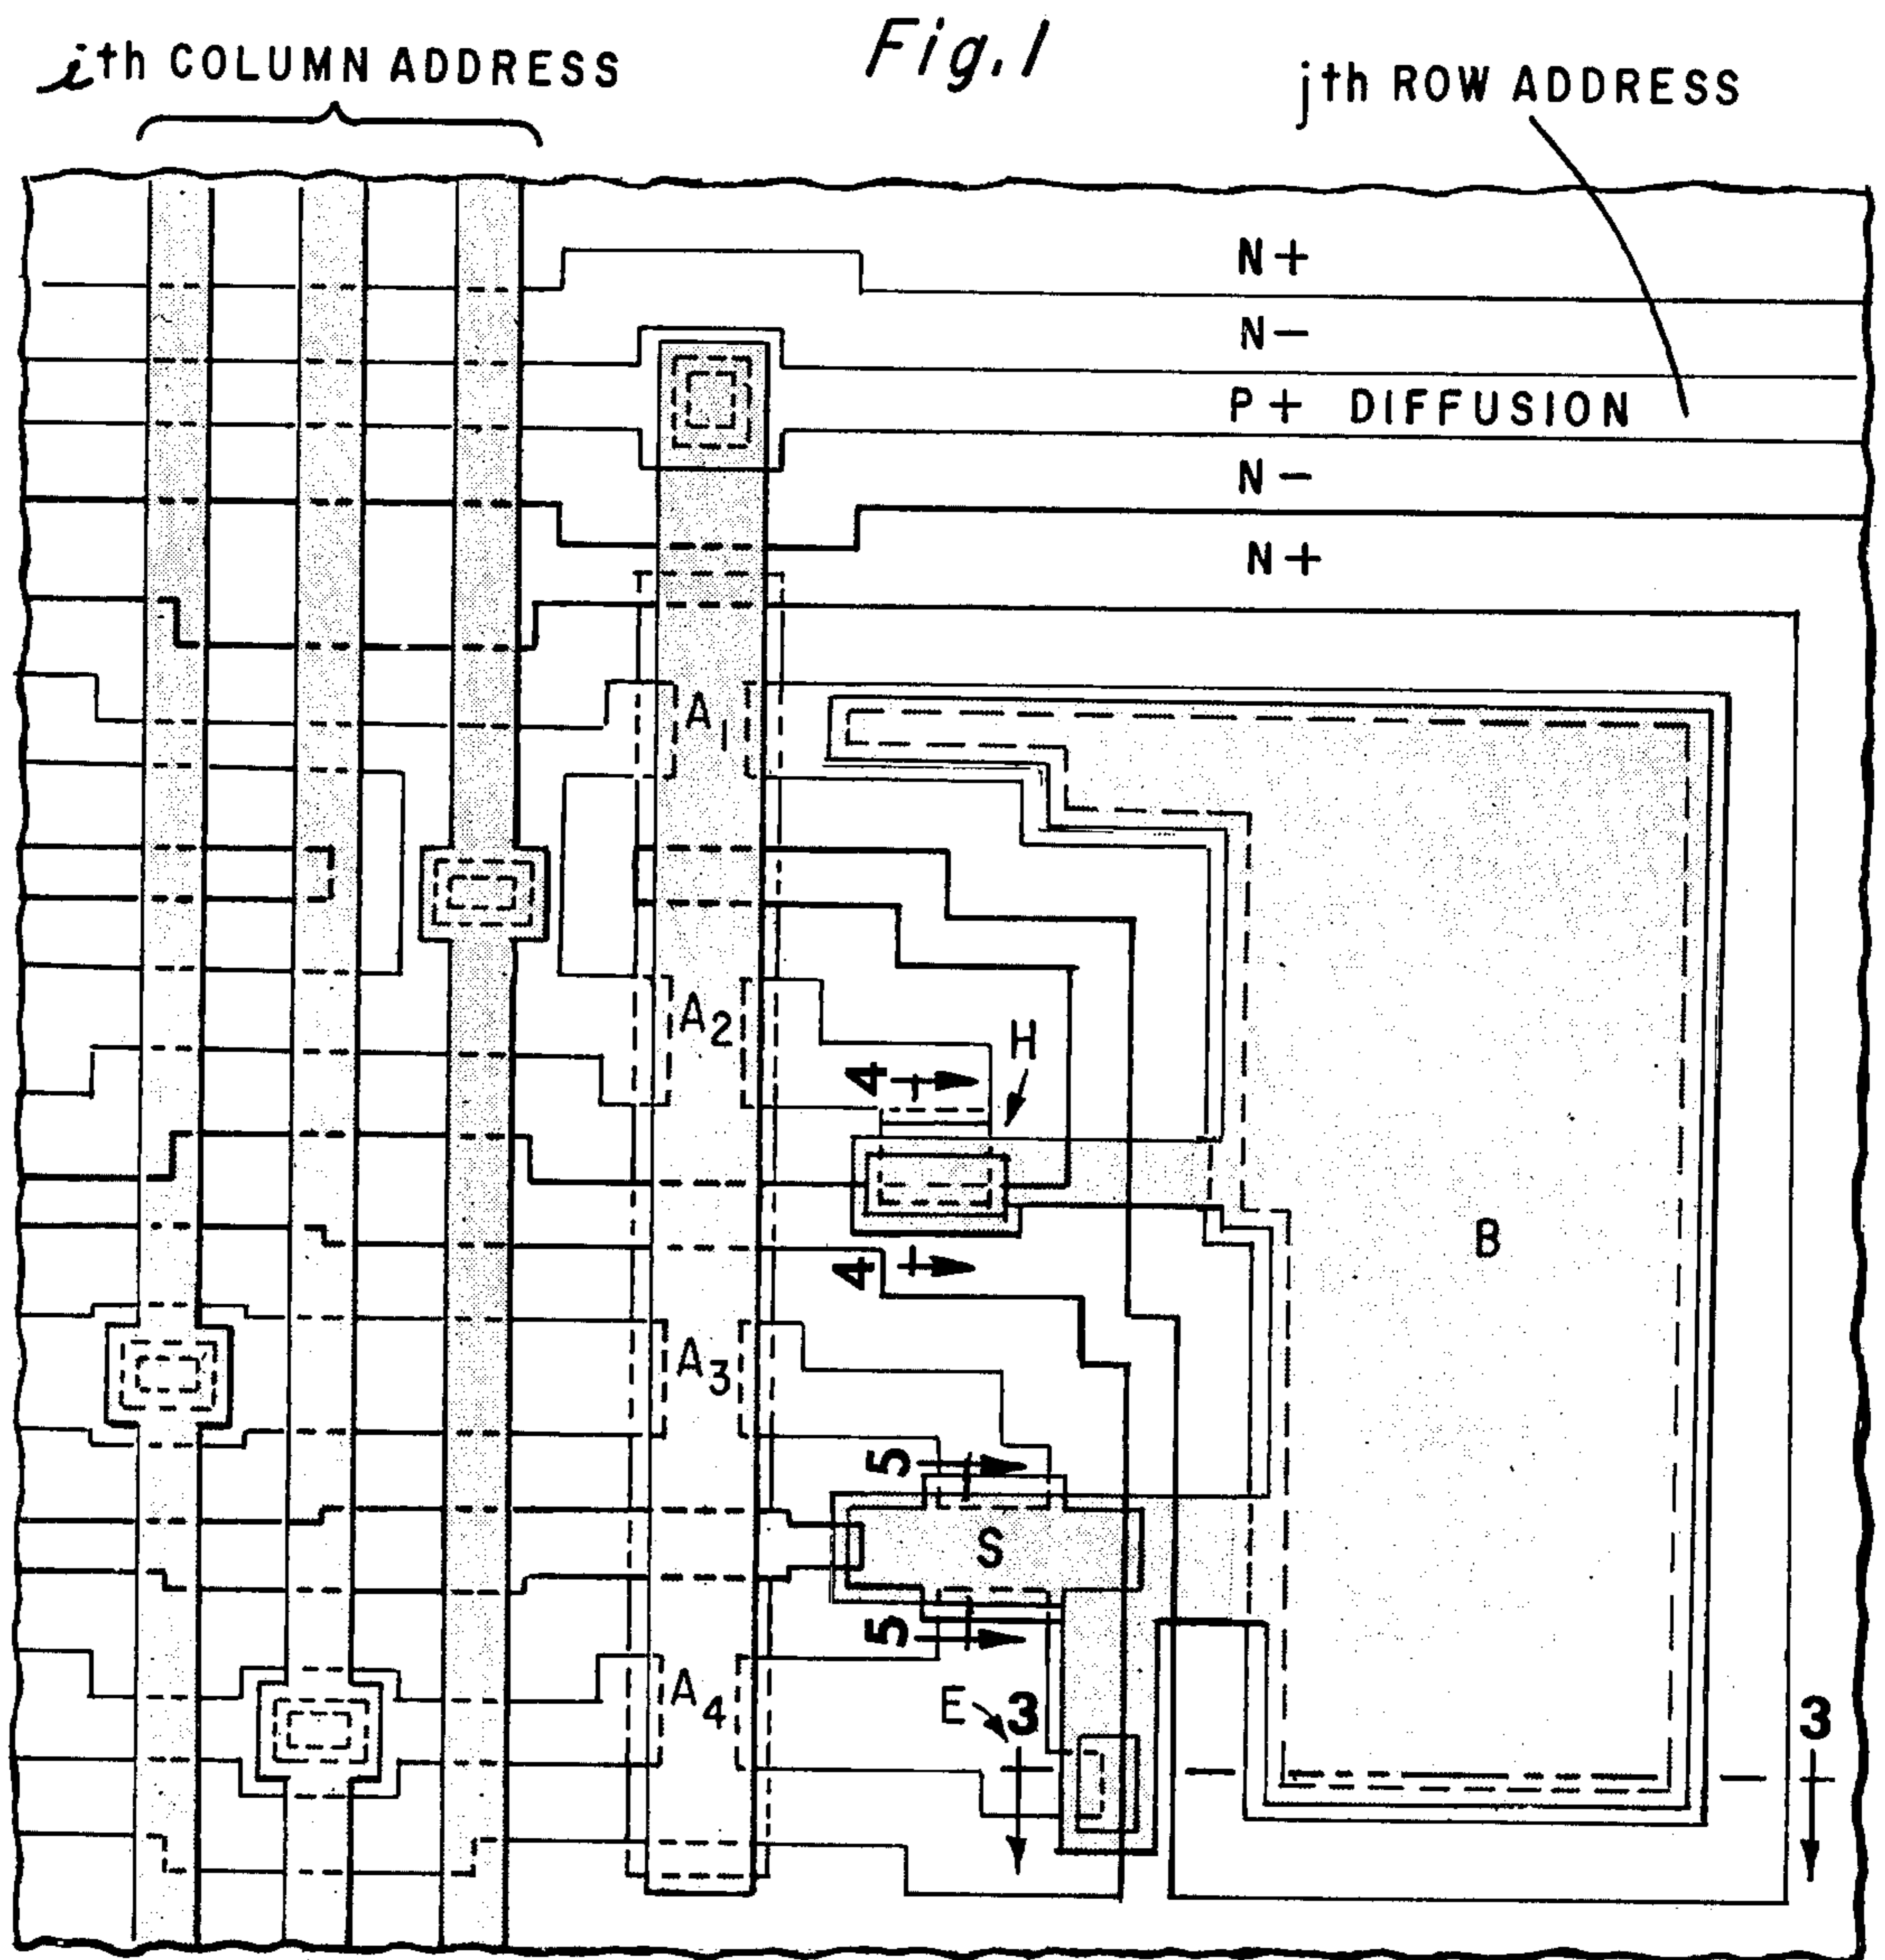 Fig. 1
ith COLUMN ADDRESS
jth ROW ADDRESS
N+
N-
P+ DIFFUSION
N-
N+
A1
A2
H
4
B
4
A3
5
S
5
A4
E
3
3